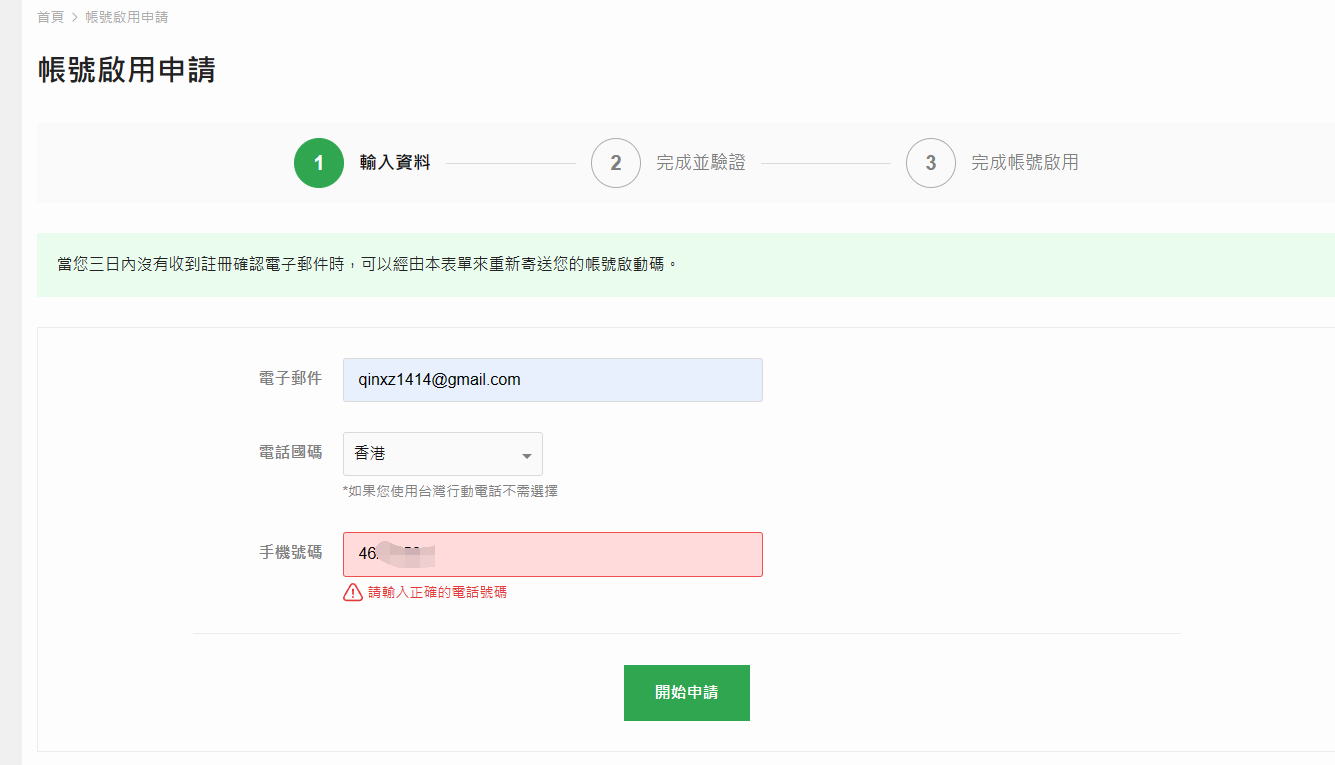 首頁 > 帳號啟用申請
帳號啟用申請
1 輸入資料 2 完成並驗證 3 完成帳號啟用
當您三日內沒有收到註冊確認電子郵件時，可以經由本表單來重新寄送您的帳號啟動碼。
電子郵件 qinxz1414@gmail.com
電話國碼 香港
*如果您使用台灣行動電話不需選擇
手機號碼 46
請輸入正確的電話號碼
開始申請